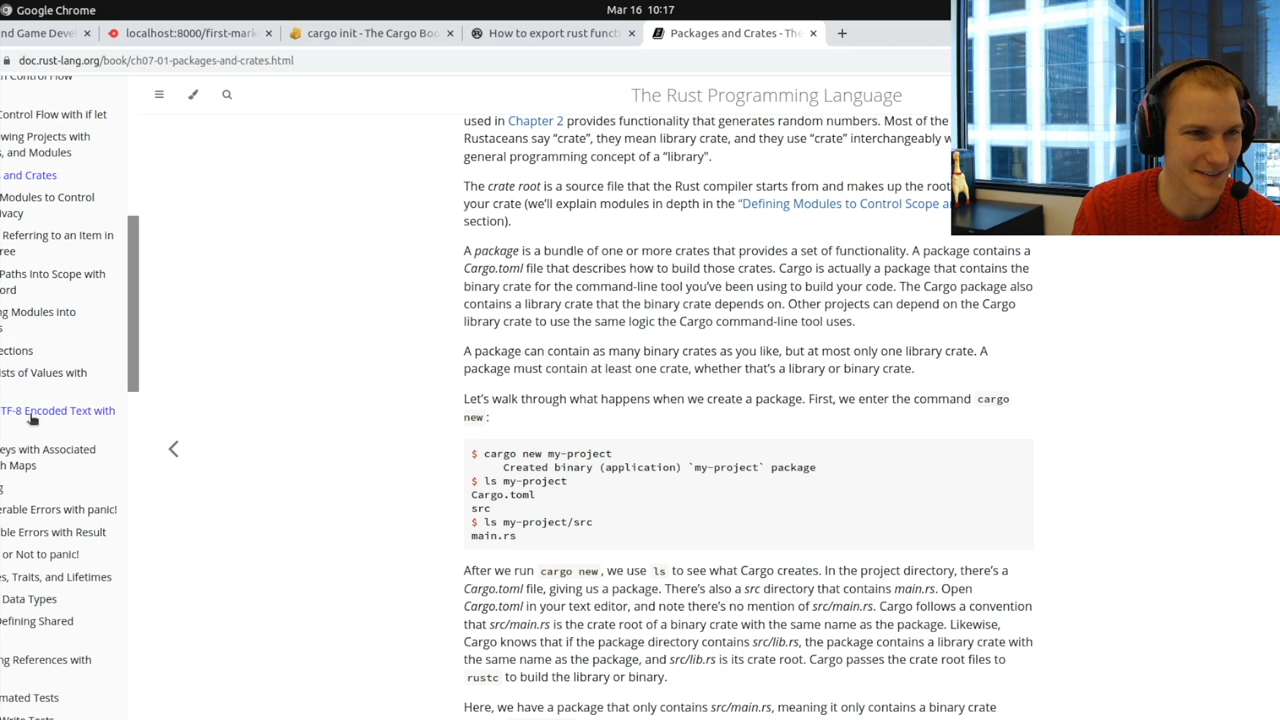 Google Chrome
Mar 16 10:17
nd Game Deve
localhost:8000/first-mark
cargo init - The Cargo Boo
How to export rust functi
Packages and Crates - The
doc.rust-lang.org/book/ch07-01-packages-and-crates.html
Control Flow with if let
wing Projects with
s, and Modules
s and Crates
Modules to Control
ivacy
Referring to an Item in
ree
Paths Into Scope with
ord
ng Modules into
s
ections
ists of Values with
TF-8 Encoded Text with
eys with Associated
h Maps
g
erable Errors with panic!
ble Errors with Result
or Not to panic!
es, Traits, and Lifetimes
Data Types
efining Shared
ng References with
mated Tests
Write Tests
The Rust Programming Language
used in Chapter 2 provides functionality that generates random numbers. Most of the
Rustaceans say “crate”, they mean library crate, and they use “crate” interchangeably w
general programming concept of a “library”.
The crate root is a source file that the Rust compiler starts from and makes up the root
your crate (we’ll explain modules in depth in the “Defining Modules to Control Scope a
section).
A package is a bundle of one or more crates that provides a set of functionality. A package contains a
Cargo.toml file that describes how to build those crates. Cargo is actually a package that contains the
binary crate for the command-line tool you’ve been using to build your code. The Cargo package also
contains a library crate that the binary crate depends on. Other projects can depend on the Cargo
library crate to use the same logic the Cargo command-line tool uses.
A package can contain as many binary crates as you like, but at most only one library crate. A
package must contain at least one crate, whether that’s a library or binary crate.
Let’s walk through what happens when we create a package. First, we enter the command cargo
new :
$ cargo new my-project
Created binary (application) `my-project` package
$ ls my-project
Cargo.toml
src
$ ls my-project/src
main.rs
After we run cargo new , we use ls to see what Cargo creates. In the project directory, there’s a
Cargo.toml file, giving us a package. There’s also a src directory that contains main.rs. Open
Cargo.toml in your text editor, and note there’s no mention of src/main.rs. Cargo follows a convention
that src/main.rs is the crate root of a binary crate with the same name as the package. Likewise,
Cargo knows that if the package directory contains src/lib.rs, the package contains a library crate with
the same name as the package, and src/lib.rs is its crate root. Cargo passes the crate root files to
rustc to build the library or binary.
Here, we have a package that only contains src/main.rs, meaning it only contains a binary crate